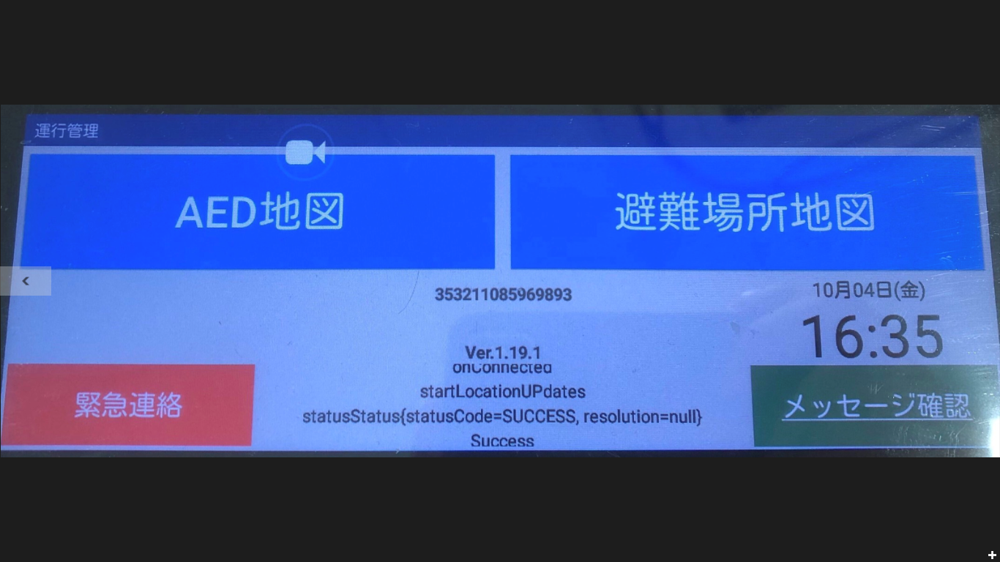 運行管理
AED地図
避難場所地図
353211085969893
10月04日(金)
16:35
Ver.1.19.1
onConnected
startLocationUPdates
statusStatus{statusCode=SUCCESS, resolution=null}
Success
緊急連絡
メッセージ確認